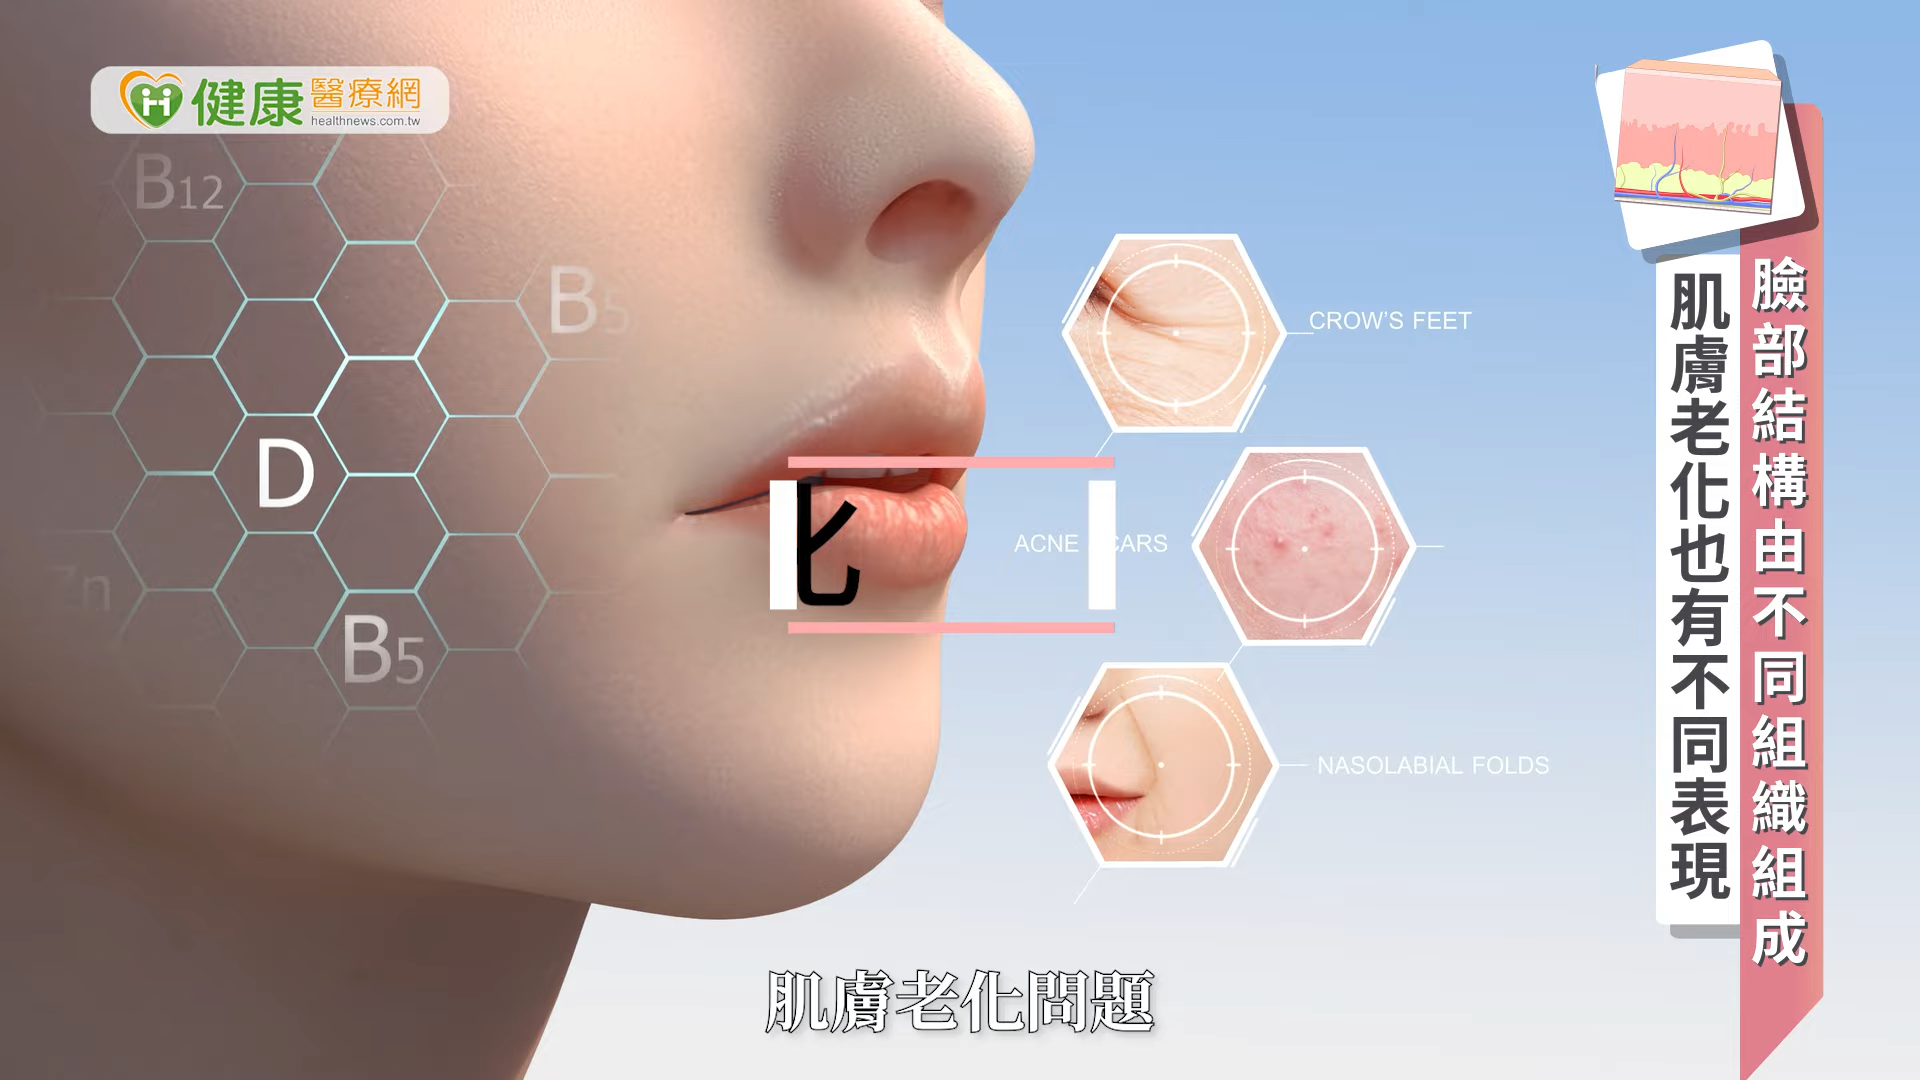 健康醫療網
healthnews.com.tw
B12
B5
D
Zn
B5
CROW'S FEET
ACNE CARS
NASOLABIAL FOLDS
臉部結構由不同組織組成
肌膚老化也有不同表現
肌膚老化問題